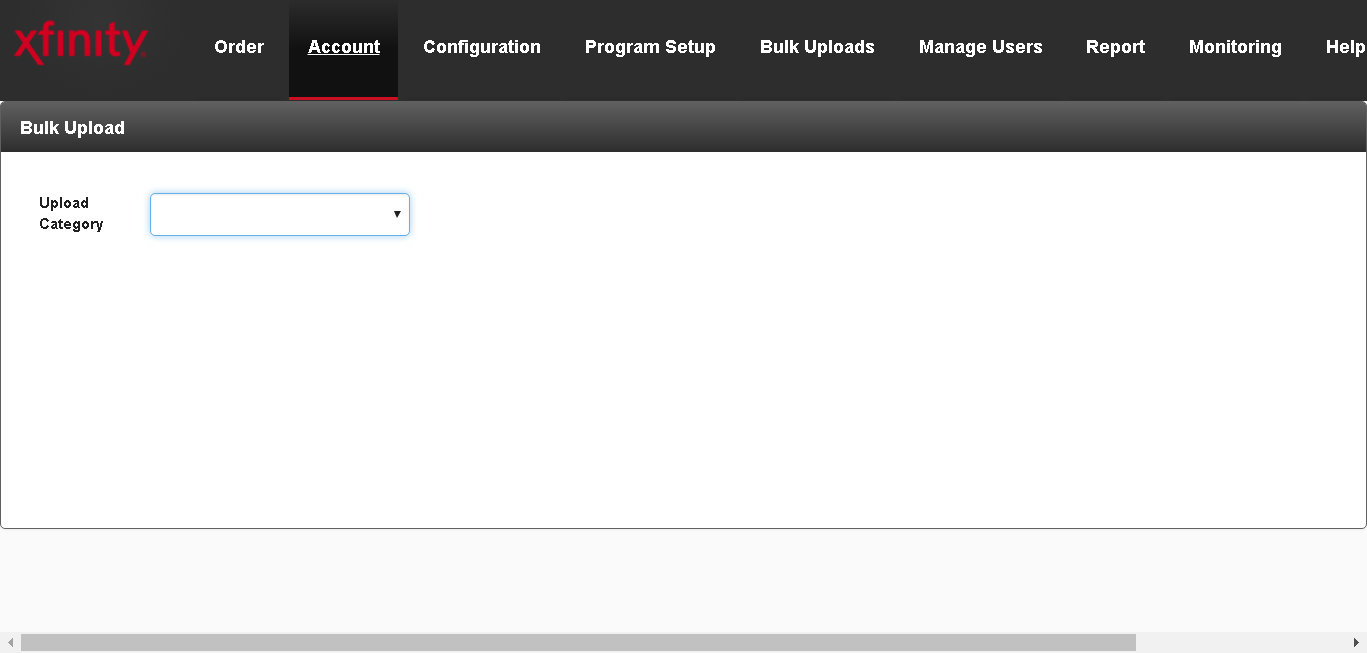 xfinity
Order Account Configuration Program Setup Bulk Uploads Manage Users Report Monitoring Help
Bulk Upload
Upload
Category